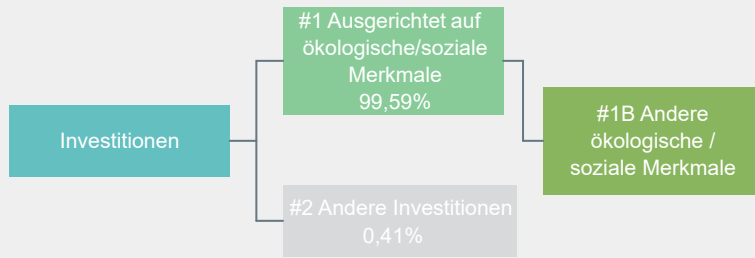 Investitionen
#1 Ausgerichtet auf
ökologische/soziale
Merkmale
99,59%
#2 Andere Investitionen
0,41%
#1B Andere
ökologische /
soziale Merkmale